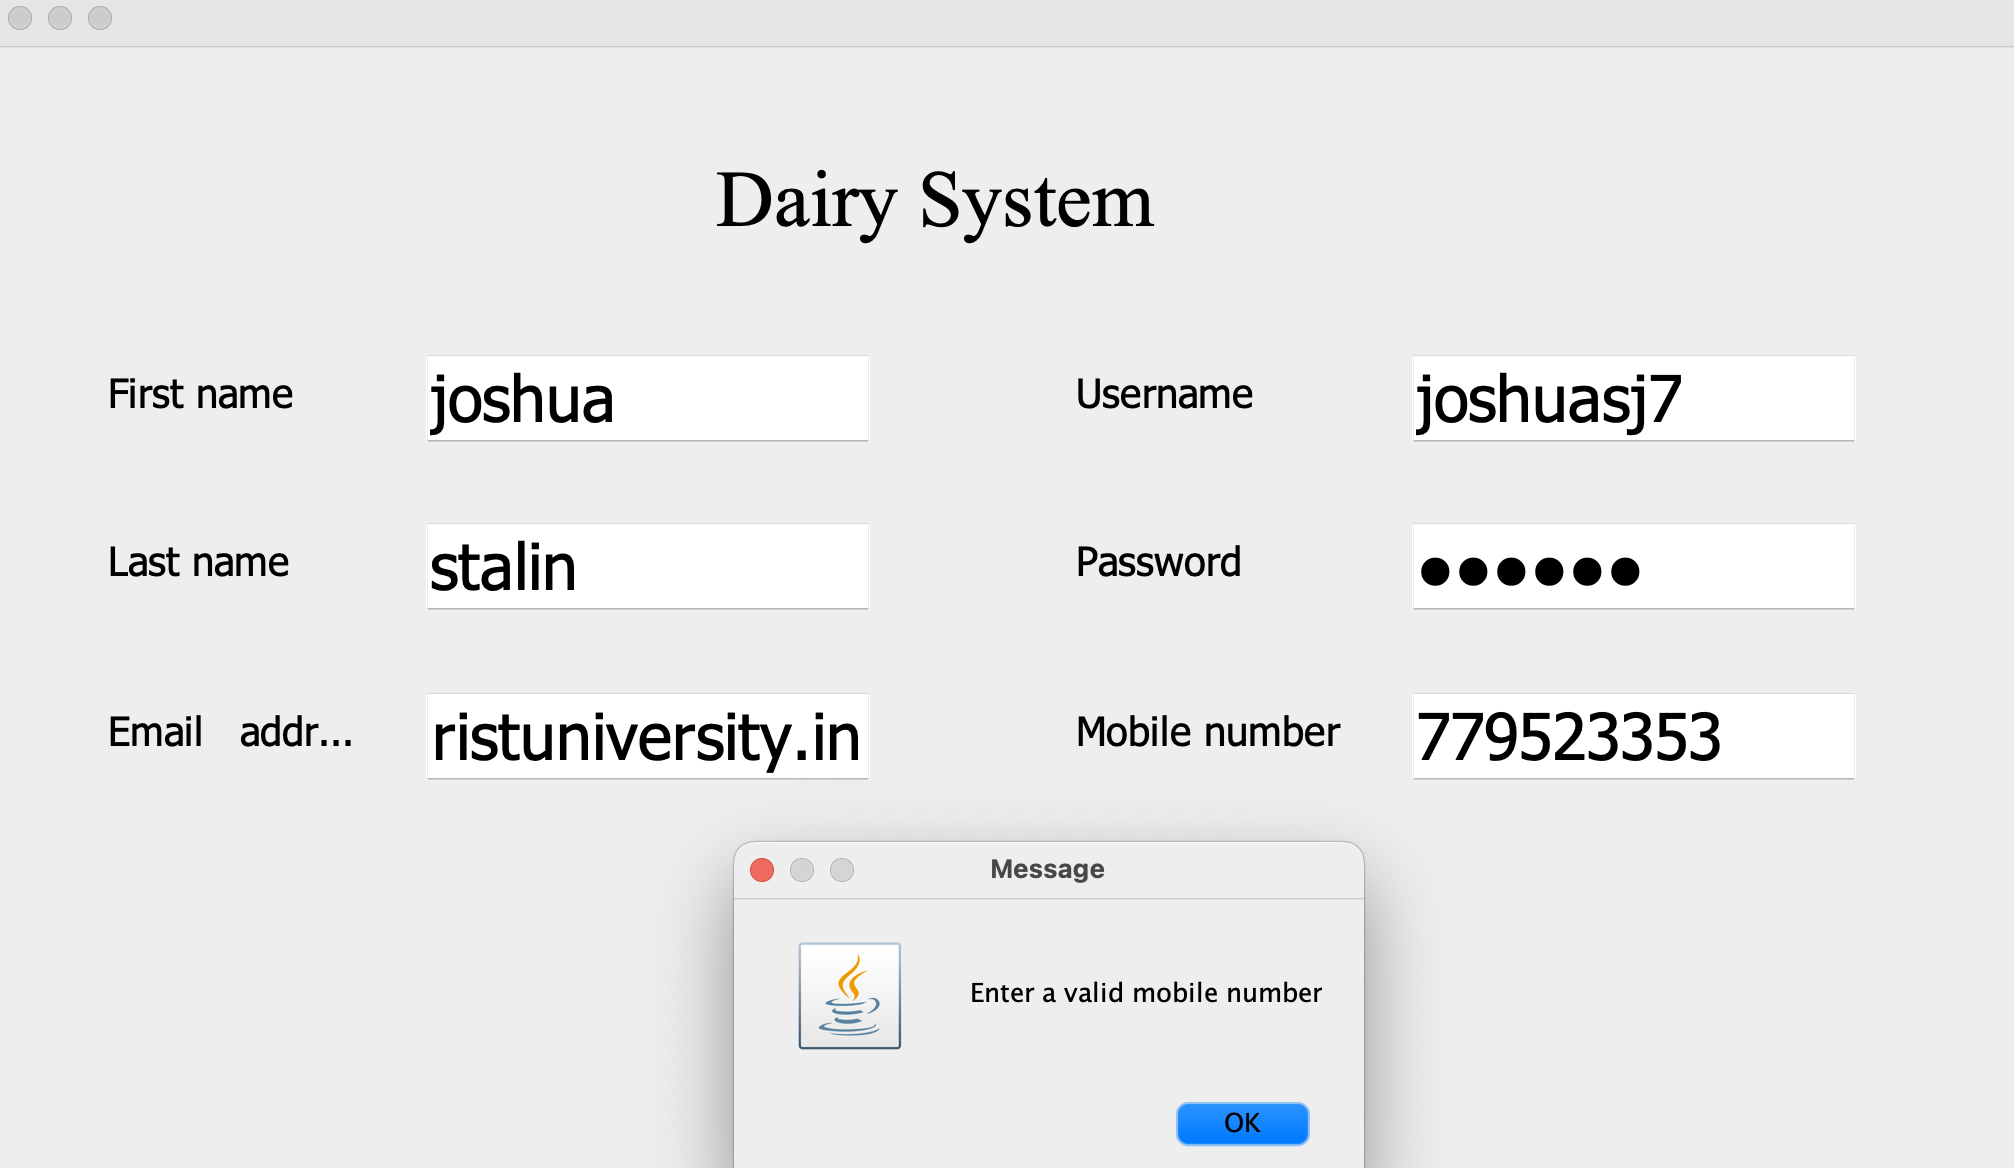 Dairy System
First name joshua Username joshuasj7
Last name stalin Password ●●●●●●
Email addr... ristuniversity.in Mobile number 779523353
Message
Enter a valid mobile number
OK